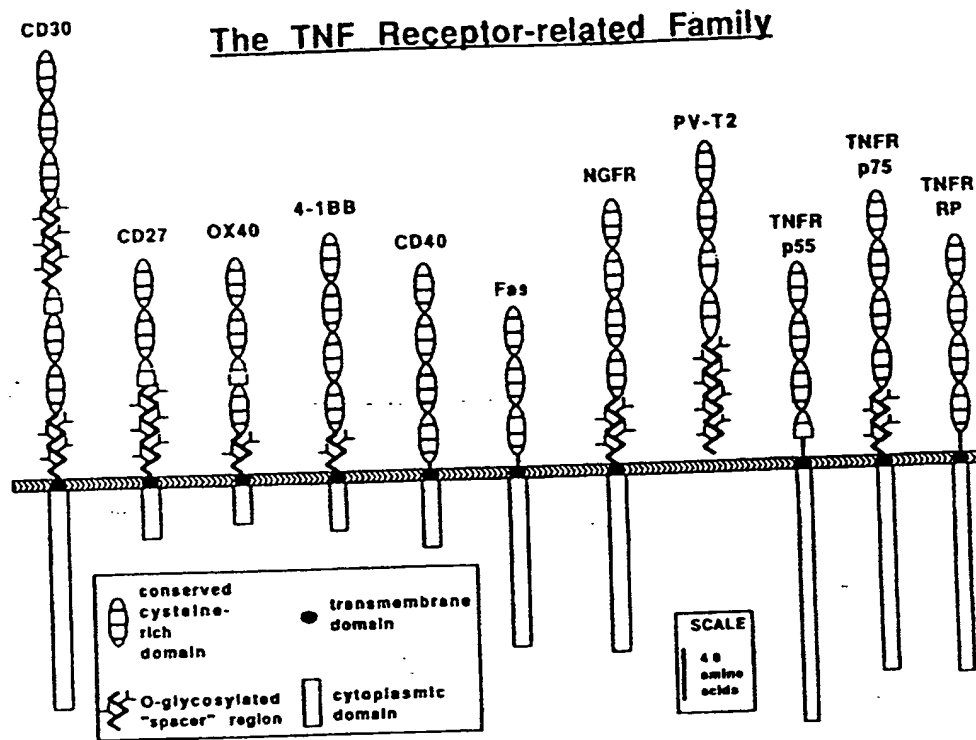 The TNF Receptor-related Family
CD30
CD27
OX40
4-1BB
CD40
Fas
NGFR
PV-T2
TNFR
p55
TNFR
p75
TNFR
RP
conserved
cysteine-
rich
domain
transmembrane
domain
O-glycosylated
"spacer" region
cytoplasmic
domain
SCALE
48
amino
acids